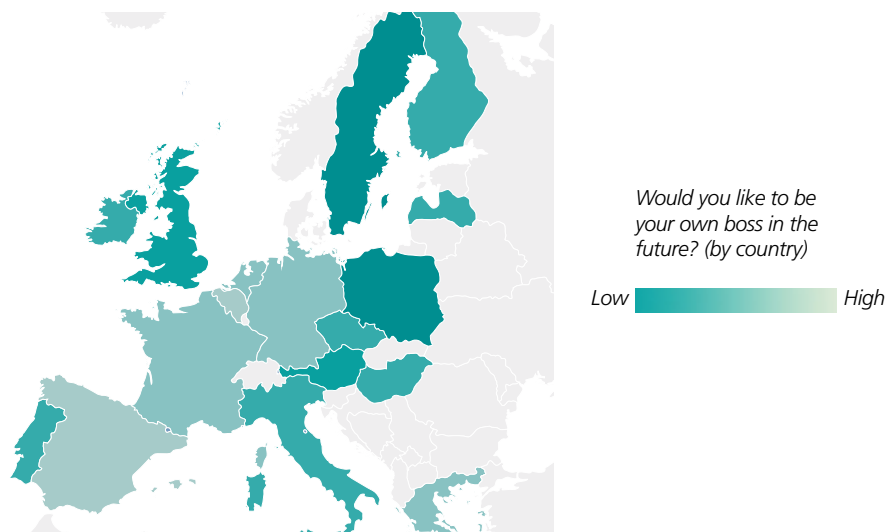 Would you like to be
your own boss in the
future? (by country)
Low
High